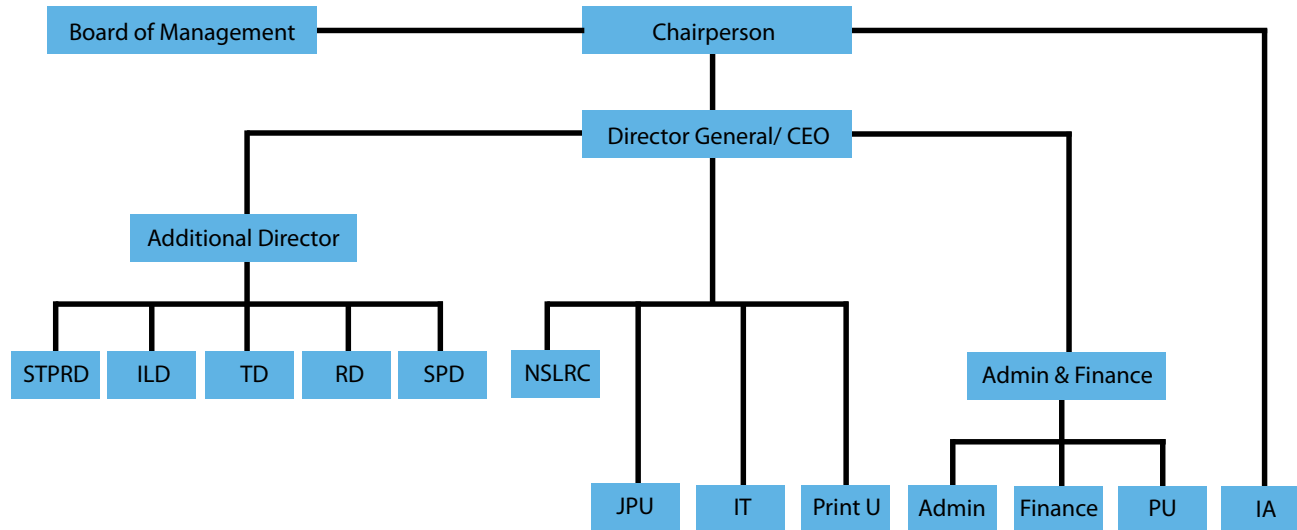 Board of Management
Chairperson
Director General/ CEO
Additional Director
STPRD
ILD
TD
RD
SPD
NSLRC
Admin & Finance
JPU
IT
Print U
Admin
Finance
PU
IA